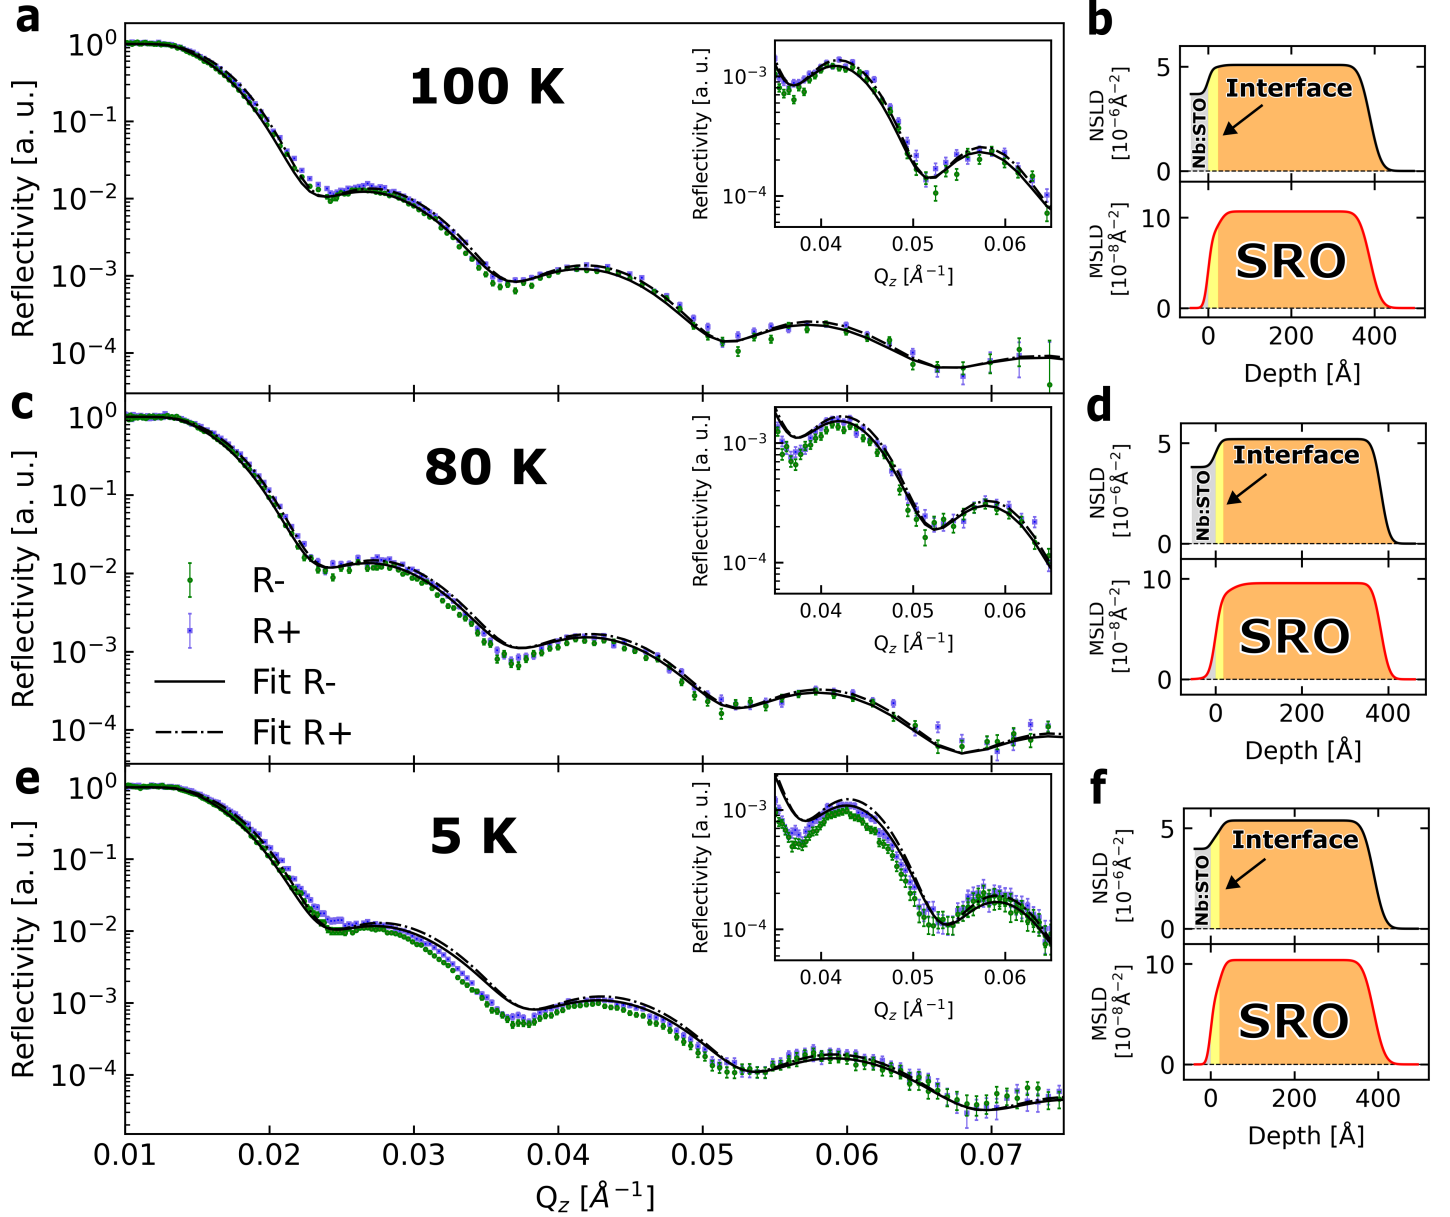 a
100 K
Reflectivity [a. u.]
10^0
10^-1
10^-2
10^-3
10^-4
Reflectivity [a. u.]
10^-3
10^-4
0.04 0.05 0.06
Q_z [Å^-1]
b
NSLD
[10^-6Å^-2]
5
0
Nb:STO
Interface
MSLD
[10^-8Å^-2]
10
0
SRO
0 200 400
Depth [Å]
c
80 K
Reflectivity [a. u.]
10^0
10^-1
10^-2
10^-3
10^-4
R-
R+
Fit R-
Fit R+
Reflectivity [a. u.]
10^-3
10^-4
0.04 0.05 0.06
Q_z [Å^-1]
d
NSLD
[10^-6Å^-2]
5
0
Nb:STO
Interface
MSLD
[10^-8Å^-2]
10
0
SRO
0 200 400
Depth [Å]
e
5 K
Reflectivity [a. u.]
10^0
10^-1
10^-2
10^-3
10^-4
Reflectivity [a. u.]
10^-3
10^-4
0.04 0.05 0.06
Q_z [Å^-1]
0.01 0.02 0.03 0.04 0.05 0.06 0.07
Q_z [Å^-1]
f
NSLD
[10^-6Å^-2]
5
0
Nb:STO
Interface
MSLD
[10^-8Å^-2]
10
0
SRO
0 200 400
Depth [Å]